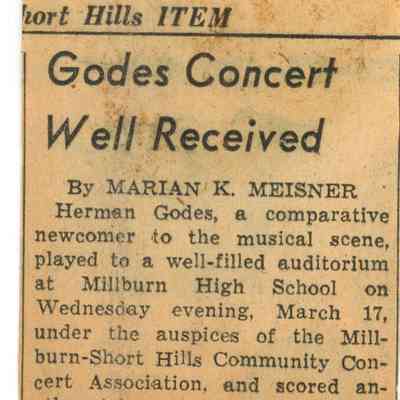 hort Hills ITEM
Godes Concert
Well Received
By MARIAN K. MEISNER
Herman Godes, a comparative
newcomer to the musical scene,
played to a well-filled auditorium
at Millburn High School on
Wednesday evening, March 17,
under the auspices of the Mill-
burn-Short Hills Community Con-
cert Association, and scored an-